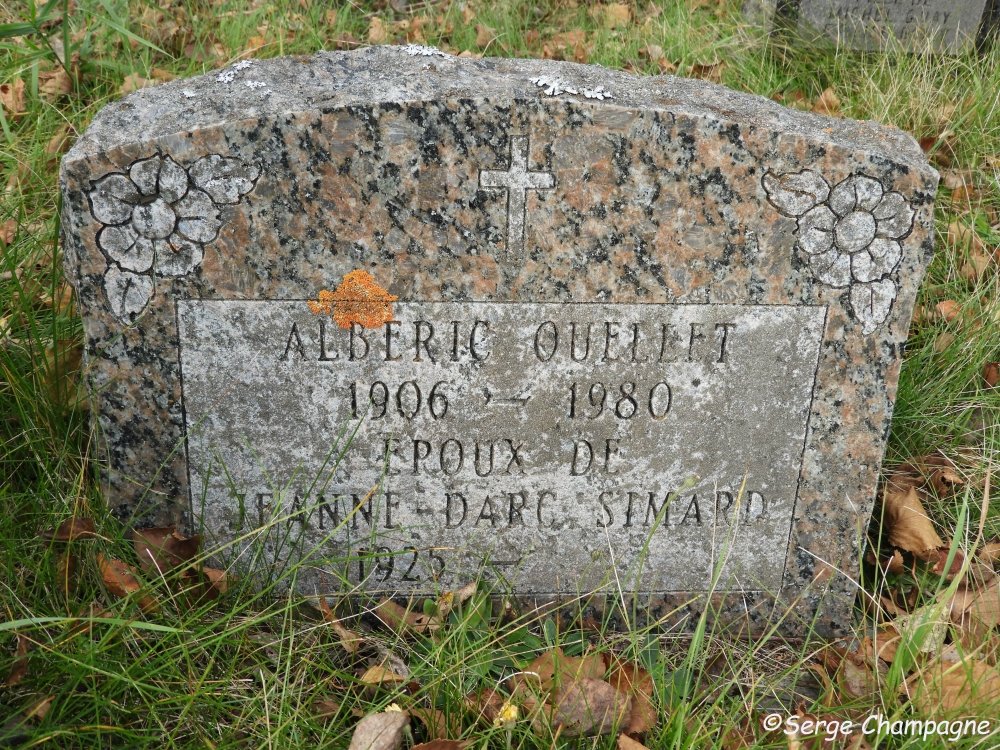 ALBERIC OUELLET
1906 - 1980
EPOUX DE
JEANNE-DARC SIMARD
1925 -
©Serge Champagne